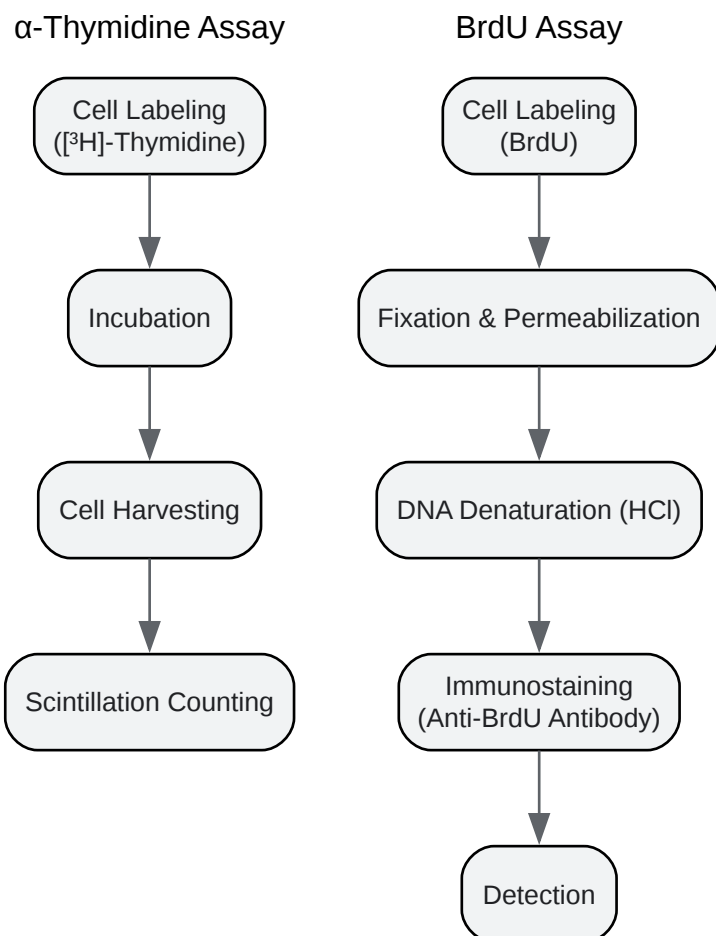 α-Thymidine Assay
Cell Labeling
([³H]-Thymidine)
Incubation
Cell Harvesting
Scintillation Counting
BrdU Assay
Cell Labeling
(BrdU)
Fixation & Permeabilization
DNA Denaturation (HCl)
Immunostaining
(Anti-BrdU Antibody)
Detection